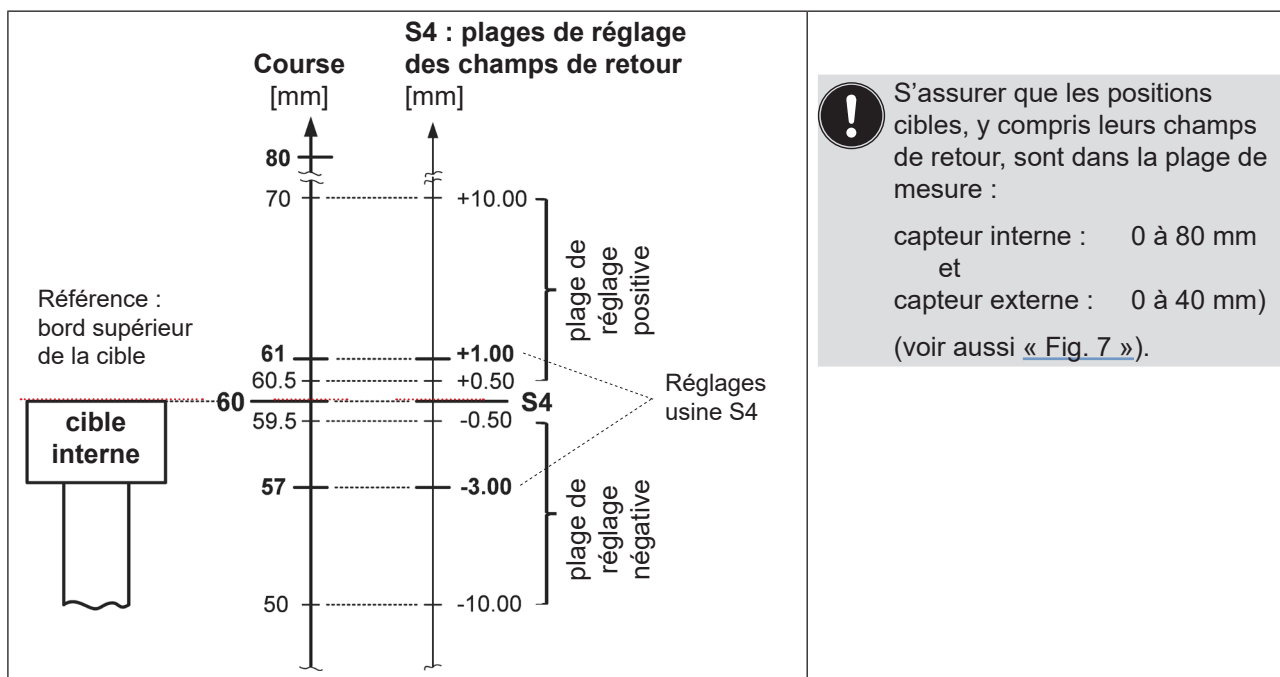 S4 : plages de réglage
des champs de retour
[mm]
Course
[mm]
80
70
+10.00
61
+1.00
60.5
+0.50
60
S4
59.5
-0.50
57
-3.00
50
-10.00
plage de
réglage
positive
plage de
réglage
négative
Réglages
usine S4
Référence :
bord supérieur
de la cible
cible
interne
S’assurer que les positions
cibles, y compris leurs champs
de retour, sont dans la plage de
mesure :
capteur interne : 0 à 80 mm
et
capteur externe : 0 à 40 mm)
(voir aussi « Fig. 7 »).